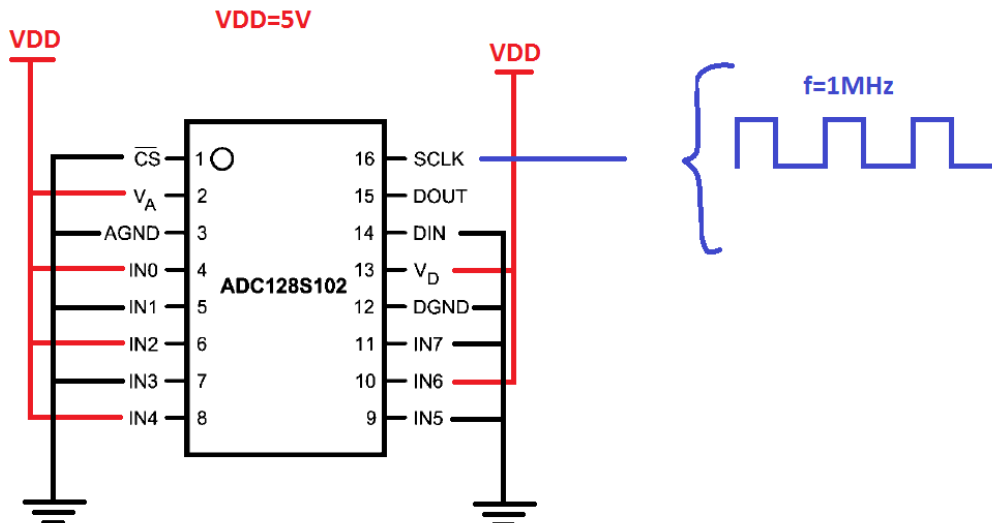 VDD=5V
VDD
VDD
f=1MHz
CS 1 16 SCLK
VA 2 15 DOUT
AGND 3 14 DIN
IN0 4 13 VD
ADC128S102
IN1 5 12 DGND
IN2 6 11 IN7
IN3 7 10 IN6
IN4 8 9 IN5